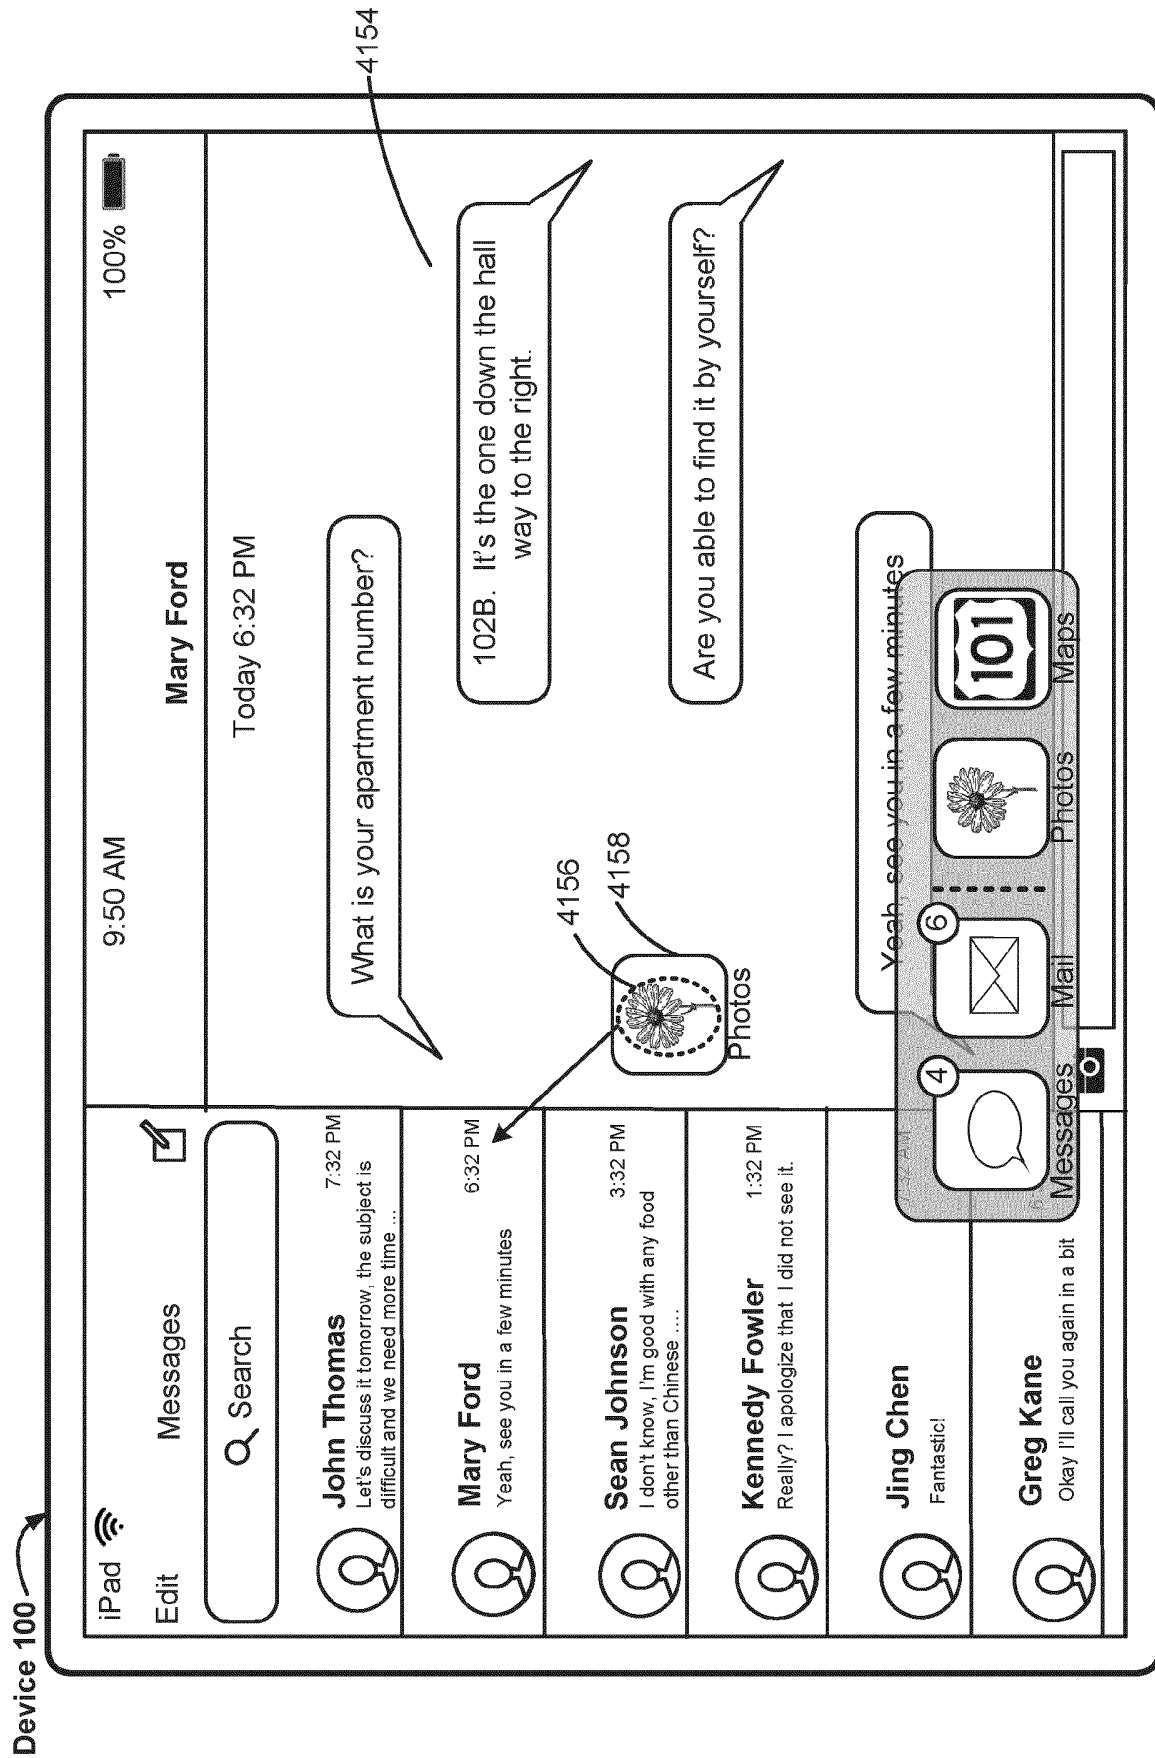 Device 100
iPad
9:50 AM
100%
Edit
Messages
Mary Ford
4154
Search
Today 6:32 PM
John Thomas
7:32 PM
Let's discuss it tomorrow, the subject is
difficult and we need more time ...
Mary Ford
6:32 PM
Yeah, see you in a few minutes
Sean Johnson
3:32 PM
I don't know, I'm good with any food
other than Chinese ....
Kennedy Fowler
1:32 PM
Really? I apologize that I did not see it.
Jing Chen
Fantastic!
Greg Kane
Okay I'll call you again in a bit
What is your apartment number?
102B. It's the one down the hall
way to the right.
4156
4158
Photos
Are you able to find it by yourself?
Yeah, see you in a few minutes
4
6
101
Messages
Mail
Photos
Maps